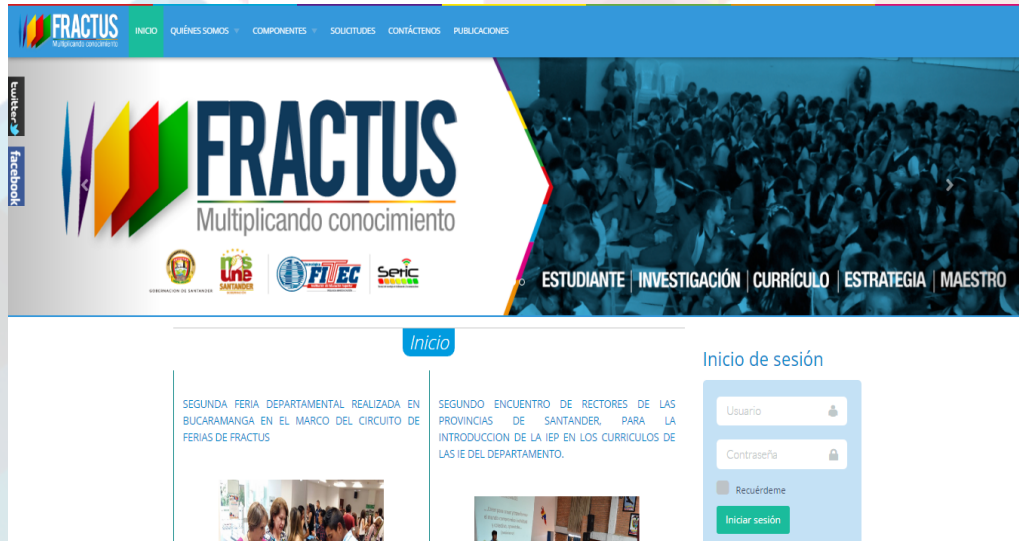 FRACTUS
Multiplicando conocimiento
INICIO QUIÉNES SOMOS COMPONENTES SOLICITUDES CONTÁCTENOS PUBLICACIONES
twitter
facebook
FRACTUS
Multiplicando conocimiento
GOBERNACION DE SANTANDER
nos une
SANTANDER
FITEC
Seric
ESTUDIANTE | INVESTIGACIÓN | CURRÍCULO | ESTRATEGIA | MAESTRO
Inicio
SEGUNDA FERIA DEPARTAMENTAL REALIZADA EN
BUCARAMANGA EN EL MARCO DEL CIRCUITO DE
FERIAS DE FRACTUS
SEGUNDO ENCUENTRO DE RECTORES DE LAS
PROVINCIAS DE SANTANDER, PARA LA
INTRODUCCION DE LA IEP EN LOS CURRICULOS DE
LAS IE DEL DEPARTAMENTO.
Inicio de sesión
Usuario
Contraseña
Recuérdeme
Iniciar sesión